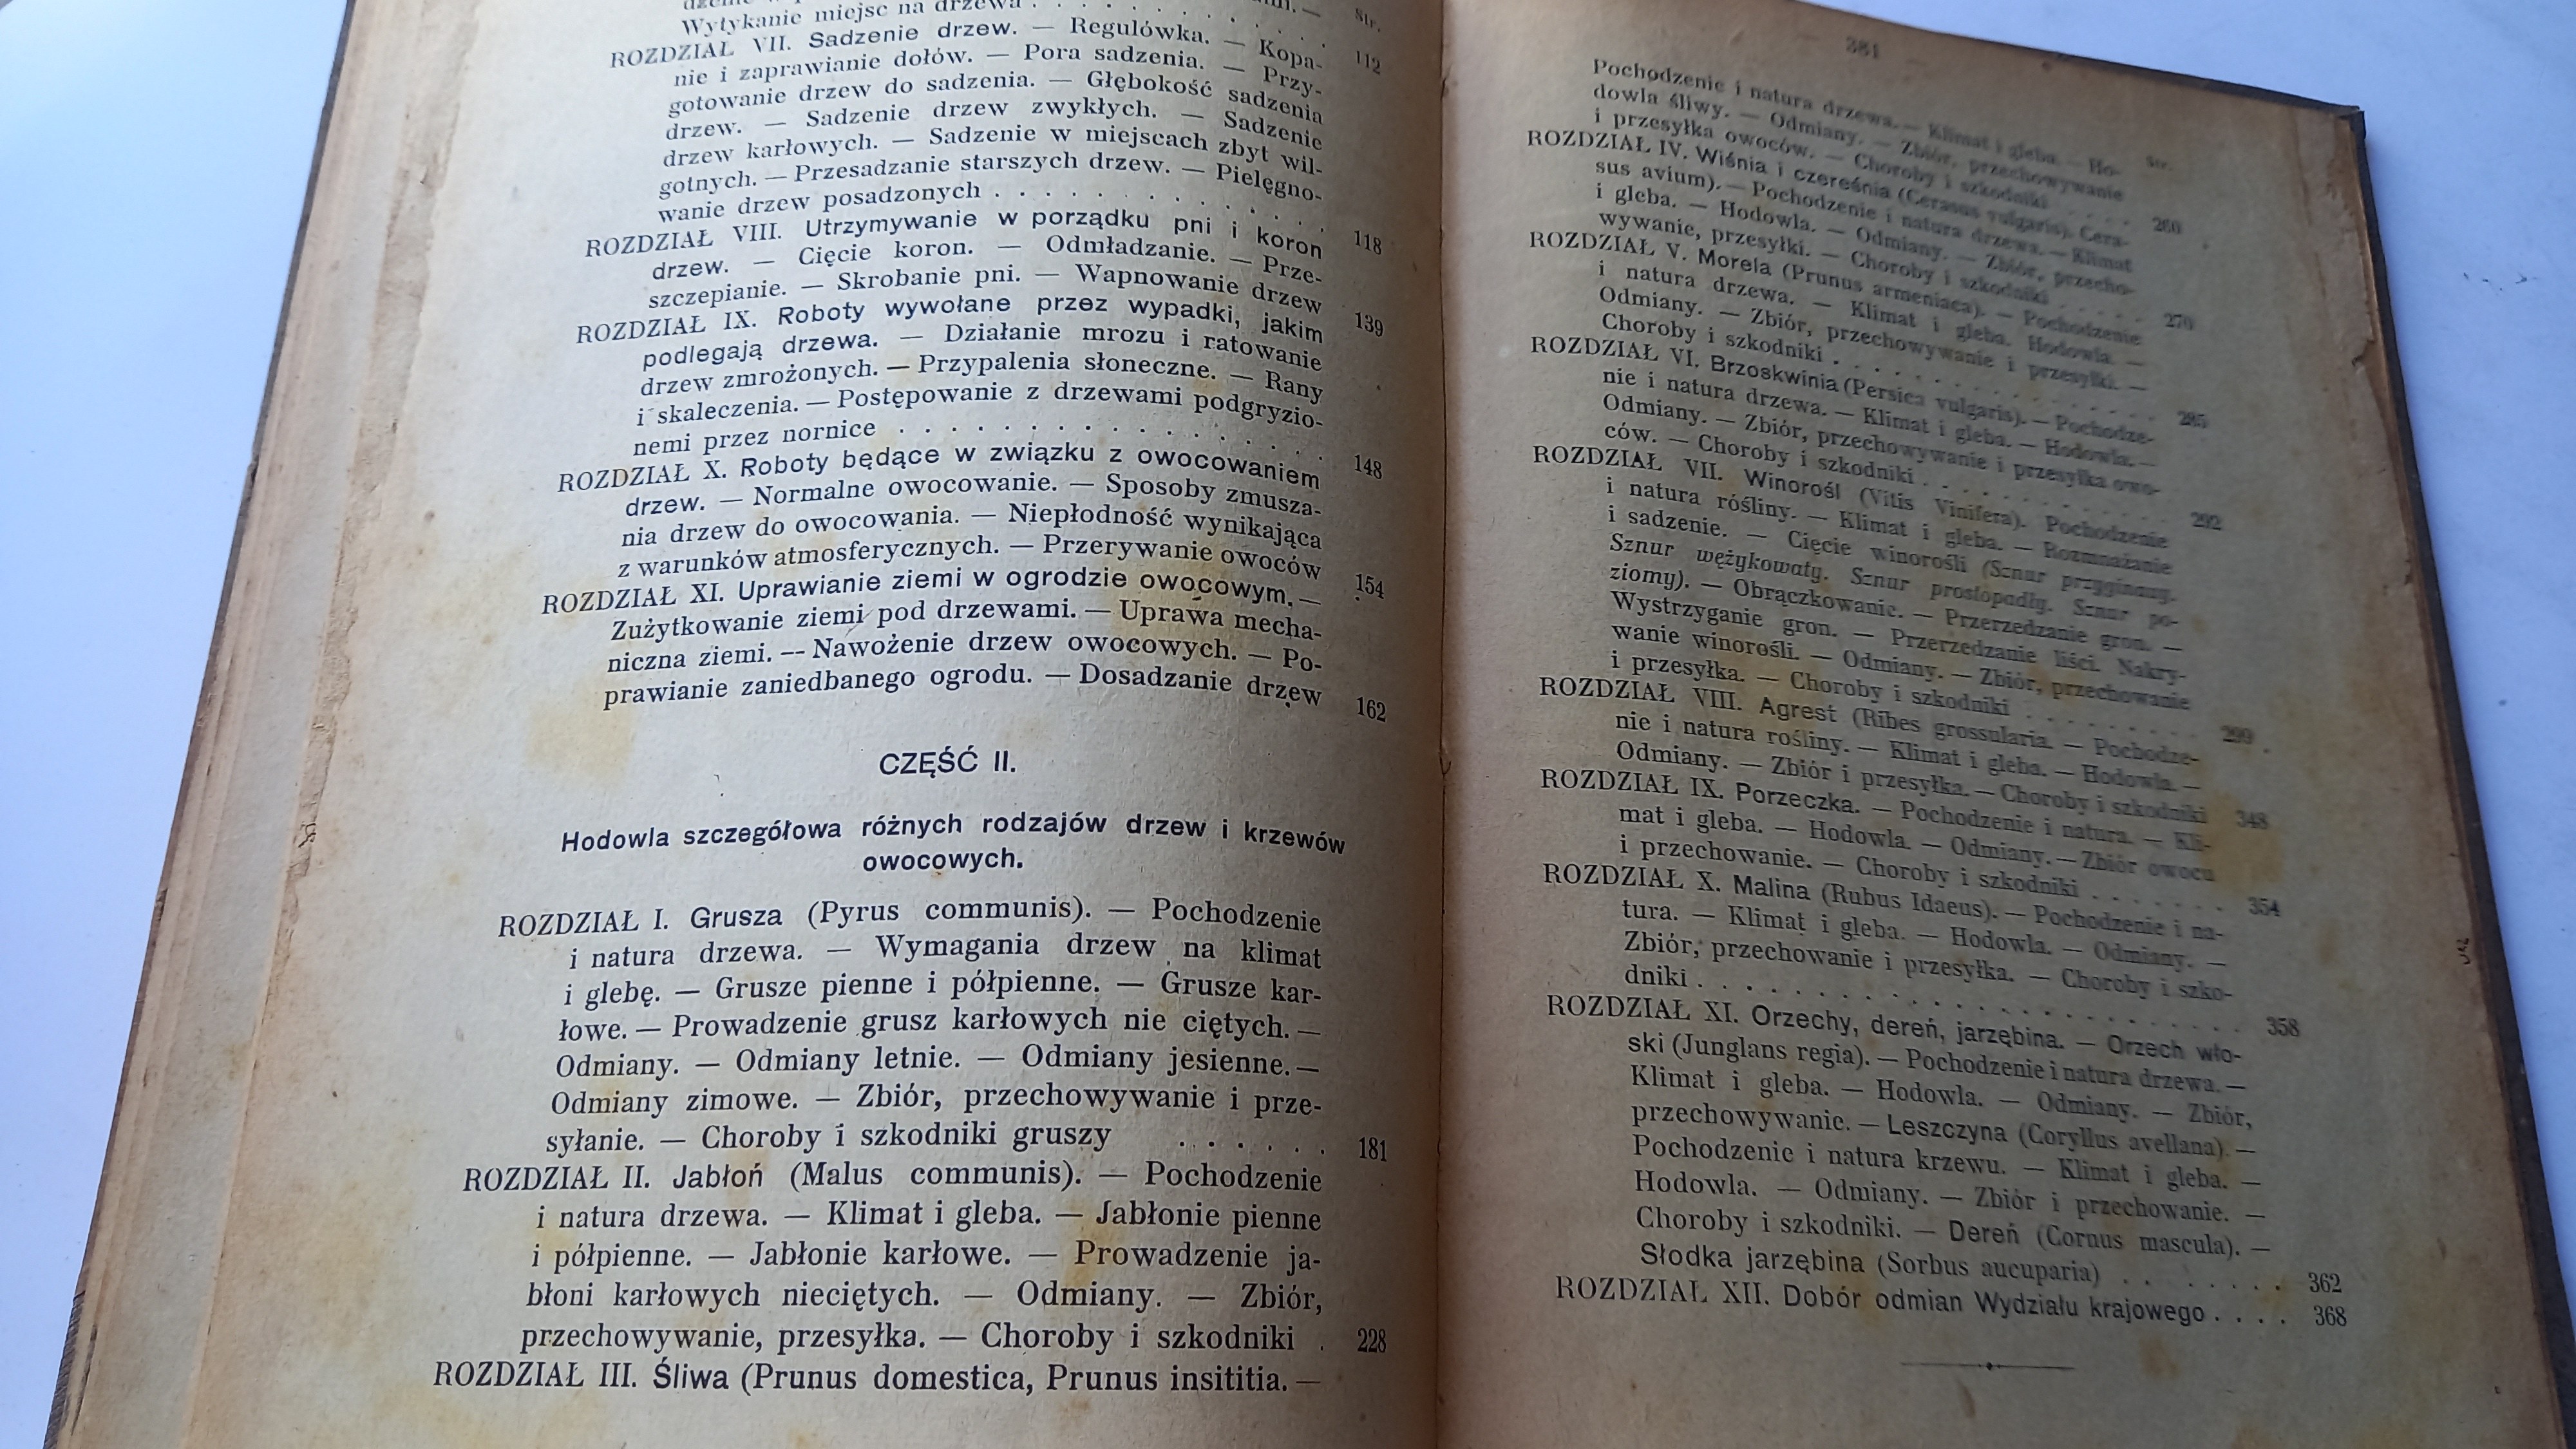 Wytykanie miejsc na drzewa . . . . . . . . . . . 112
Str.
ROZDZIAŁ VII. Sadzenie drzew. — Regulówka. — Kopa-
nie i zaprawianie dołów. — Pora sadzenia. — Przy-
gotowanie drzew do sadzenia. — Głębokość sadzenia
drzew. — Sadzenie drzew zwykłych. — Sadzenie
drzew karłowych. — Sadzenie w miejscach zbyt wil-
gotnych. — Przesadzanie starszych drzew. — Pielęgno-
wanie drzew posadzonych . . . . . . . . . . . . 118
ROZDZIAŁ VIII. Utrzymywanie w porządku pni i koron
drzew. — Cięcie koron. — Odmładzanie. — Prze-
szczepianie. — Skrobanie pni. — Wapnowanie drzew 139
ROZDZIAŁ IX. Roboty wywołane przez wypadki, jakim
podlegają drzewa. — Działanie mrozu i ratowanie
drzew zmrożonych. — Przypalenia słoneczne. — Rany
i skaleczenia. — Postępowanie z drzewami podgryzio-
nemi przez nornice . . . . . . . . . . . . . . 148
ROZDZIAŁ X. Roboty będące w związku z owocowaniem
drzew. — Normalne owocowanie. — Sposoby zmusza-
nia drzew do owocowania. — Niepłodność wynikająca
z warunków atmosferycznych. — Przerywanie owoców 154
ROZDZIAŁ XI. Uprawianie ziemi w ogrodzie owocowym. —
Zużytkowanie ziemi pod drzewami. — Uprawa mecha-
niczna ziemi. — Nawożenie drzew owocowych. — Po-
prawianie zaniedbanego ogrodu. — Dosadzanie drzew 162
CZĘŚĆ II.
Hodowla szczegółowa różnych rodzajów drzew i krzewów
owocowych.
ROZDZIAŁ I. Grusza (Pyrus communis). — Pochodzenie
i natura drzewa. — Wymagania drzew na klimat
i glebę. — Grusze pienne i półpienne. — Grusze kar-
łowe. — Prowadzenie grusz karłowych nie ciętych. —
Odmiany. — Odmiany letnie. — Odmiany jesienne. —
Odmiany zimowe. — Zbiór, przechowywanie i prze-
syłanie. — Choroby i szkodniki gruszy . . . . . . 181
ROZDZIAŁ II. Jabłoń (Malus communis). — Pochodzenie
i natura drzewa. — Klimat i gleba. — Jabłonie pienne
i półpienne. — Jabłonie karłowe. — Prowadzenie ja-
błoni karłowych nieciętych. — Odmiany. — Zbiór,
przechowywanie, przesyłka. — Choroby i szkodniki . 228
ROZDZIAŁ III. Śliwa (Prunus domestica, Prunus insititia. —
381
Str.
Pochodzenie i natura drzewa. — Klimat i gleba. — Ho-
dowla śliwy. — Odmiany. — Zbiór, przechowywanie
i przesyłka owoców. — Choroby i szkodniki . . . . 260
ROZDZIAŁ IV. Wiśnia i czereśnia (Cerasus vulgaris). Cera-
sus avium). — Pochodzenie i natura drzewa. — Klimat
i gleba. — Hodowla. — Odmiany. — Zbiór, przecho-
wywanie, przesyłki. — Choroby i szkodniki . . . . . 270
ROZDZIAŁ V. Morela (Prunus armeniaca). — Pochodzenie
i natura drzewa. — Klimat i gleba. Hodowla. —
Odmiany. — Zbiór, przechowywanie i przesyłki. —
Choroby i szkodniki . . . . . . . . . . . . . . 285
ROZDZIAŁ VI. Brzoskwinia (Persica vulgaris). — Pochodze-
nie i natura drzewa. — Klimat i gleba. — Hodowla. —
Odmiany. — Zbiór, przechowywanie i przesyłka owo-
ców. — Choroby i szkodniki . . . . . . . . . . . 292
ROZDZIAŁ VII. Winorośl (Vitis Vinifera). Pochodzenie
i natura róśliny. — Klimat i gleba. — Rozmnażanie
i sadzenie. — Cięcie winorośli (Sznur przyginany.
Sznur wężykowaty. Sznur prostopadły. Sznur po-
ziomy). — Obrączkowanie. — Przerzedzanie gron. —
Wystrzyganie gron. — Przerzedzanie liści. Nakry-
wanie winorośli. — Odmiany. — Zbiór, przechowanie
i przesyłka. — Choroby i szkodniki . . . . . . . . 299
ROZDZIAŁ VIII. Agrest (Ribes grossularia. — Pochodze-
nie i natura rośliny. — Klimat i gleba. — Hodowla. —
Odmiany. — Zbiór i przesyłka. — Choroby i szkodniki 348
ROZDZIAŁ IX. Porzeczka. — Pochodzenie i natura. — Kli-
mat i gleba. — Hodowla. — Odmiany. — Zbiór owocu
i przechowanie. — Choroby i szkodniki . . . . . . . 354
ROZDZIAŁ X. Malina (Rubus Idaeus). — Pochodzenie i na-
tura. — Klimat i gleba. — Hodowla. — Odmiany. —
Zbiór, przechowanie i przesyłka. — Choroby i szko-
dniki . . . . . . . . . . . . . . . . . . . 358
ROZDZIAŁ XI. Orzechy, dereń, jarzębina. — Orzech wło-
ski (Junglans regia). — Pochodzenie i natura drzewa. —
Klimat i gleba. — Hodowla. — Odmiany. — Zbiór,
przechowywanie. — Leszczyna (Coryllus avellana). —
Pochodzenie i natura krzewu. — Klimat i gleba. —
Hodowla. — Odmiany. — Zbiór i przechowanie. —
Choroby i szkodniki. — Dereń (Cornus mascula). —
Słodka jarzębina (Sorbus aucuparia) . . . . . . . 362
ROZDZIAŁ XII. Dobór odmian Wydziału krajowego . . . . 368